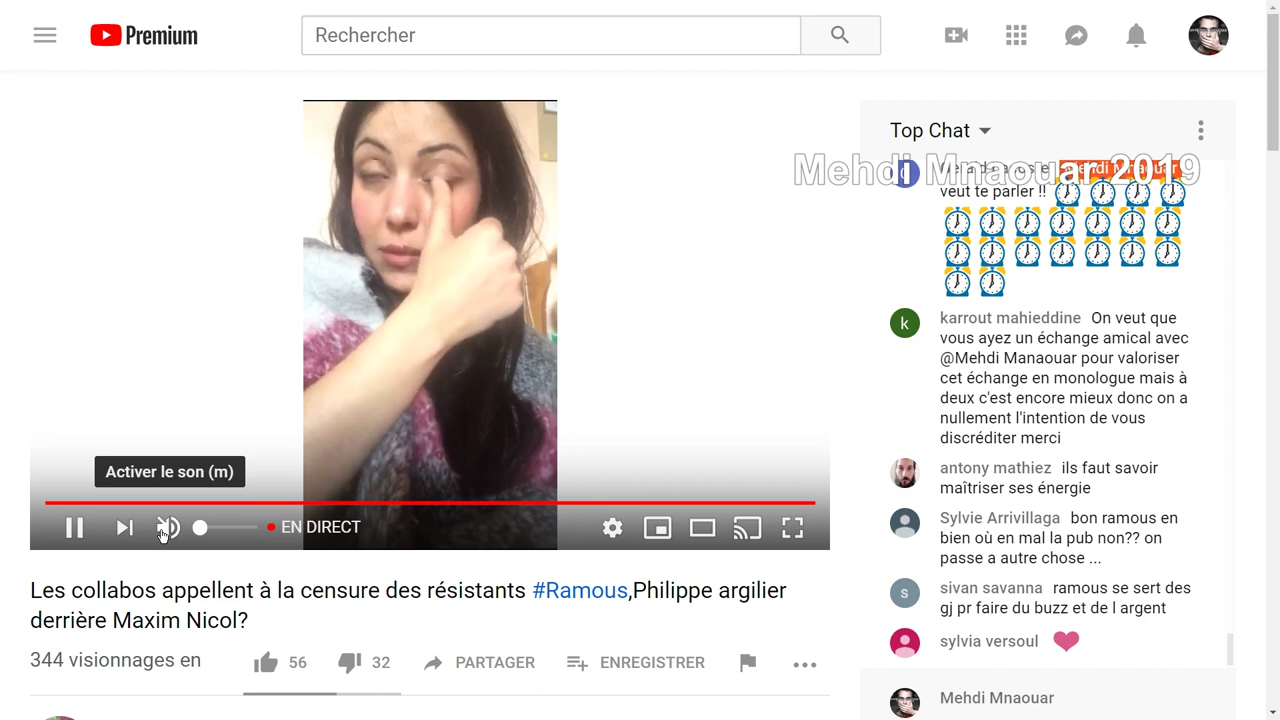 Premium
Rechercher
Top Chat
Mehdi Mnaouar 2019
veut te parler !!
karrout mahieddine On veut que
vous ayez un échange amical avec
@Mehdi Manaouar pour valoriser
cet échange en monologue mais à
deux c'est encore mieux donc on a
nullement l'intention de vous
discréditer merci
antony mathiez ils faut savoir
maîtriser ses énergie
Sylvie Arrivillaga bon ramous en
bien où en mal la pub non?? on
passe a autre chose ...
sivan savanna ramous se sert des
gj pr faire du buzz et de l argent
sylvia versoul
Mehdi Mnaouar
Activer le son (m)
EN DIRECT
Les collabos appellent à la censure des résistants #Ramous,Philippe argilier
derrière Maxim Nicol?
344 visionnages en
56
32
PARTAGER
ENREGISTRER